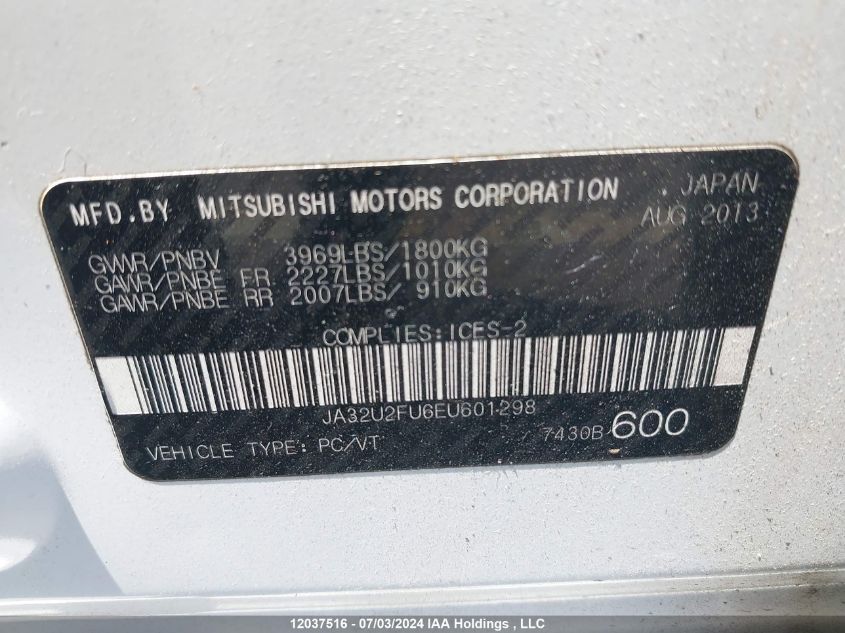 MFD.BY MITSUBISHI MOTORS CORPORATION JAPAN
AUG 2013
GVWR/PNBV 3969LBS/1800KG
GAWR/PNBE FR 2227LBS/1010KG
GAWR/PNBE RR 2007LBS/ 910KG
COMPLIES:ICES-2
JA32U2FU6EU601298
VEHICLE TYPE: PC/VT 7430B 600
12037516 - 07/03/2024 IAA Holdings , LLC